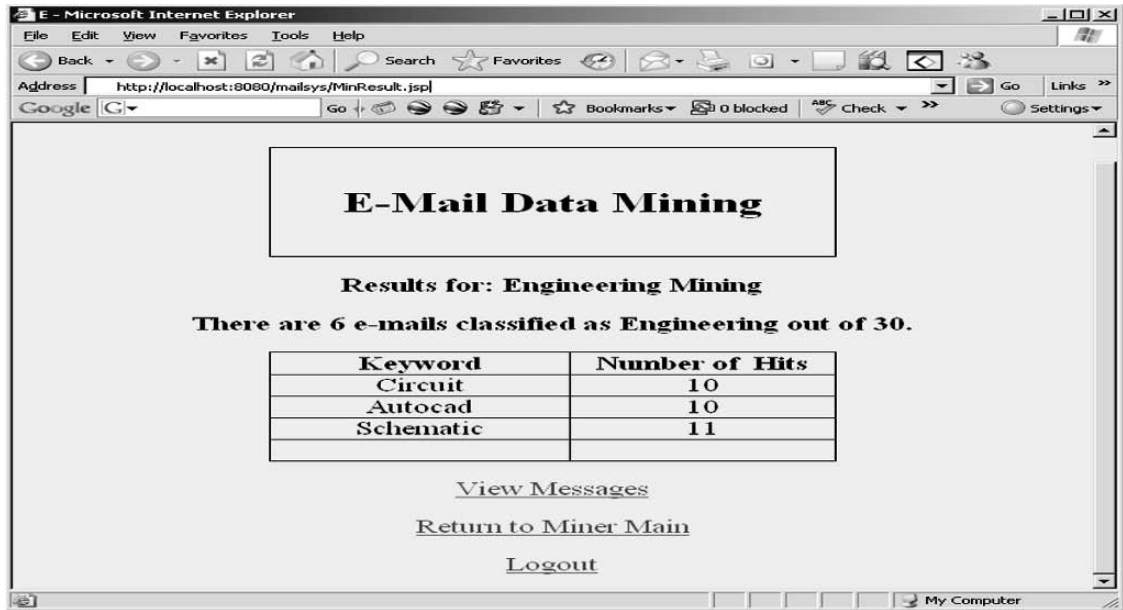 E - Microsoft Internet Explorer
File Edit View Favorites Tools Help
Back Search Favorites
Address http://localhost:8080/mailsys/MinResult.jsp Go Links »
Google G Go Bookmarks 0 blocked ABC Check » Settings
E-Mail Data Mining
Results for: Engineering Mining
There are 6 e-mails classified as Engineering out of 30.
Keyword Number of Hits
Circuit 10
Autocad 10
Schematic 11
View Messages
Return to Miner Main
Logout
My Computer